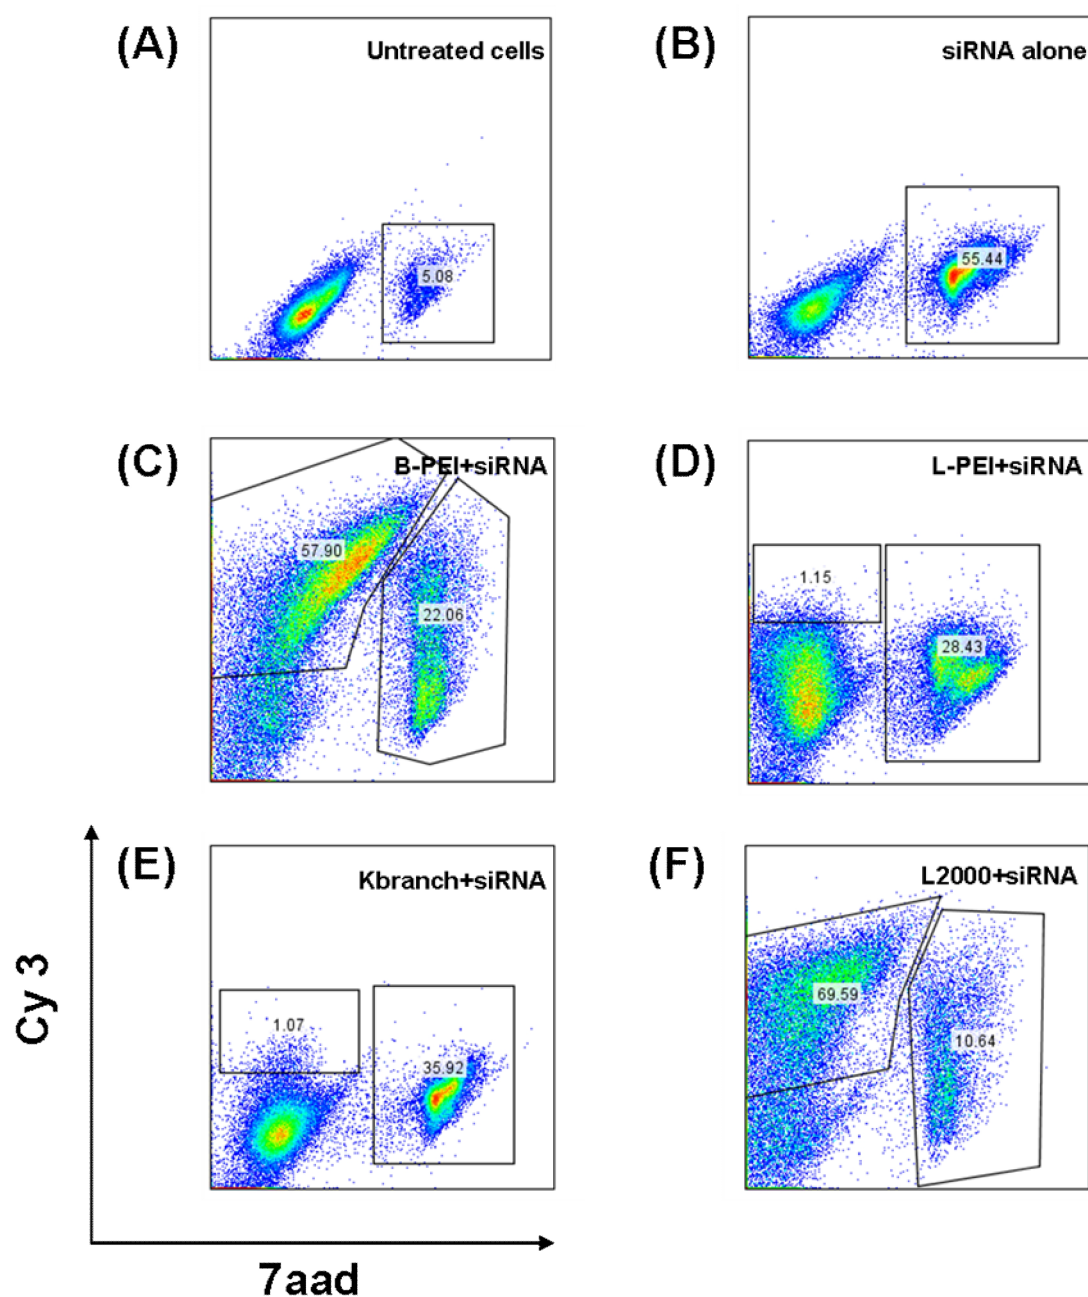 (A)
Untreated cells
5.08
(B)
siRNA alone
55.44
(C)
B-PEI+siRNA
57.90
22.06
(D)
L-PEI+siRNA
1.15
28.43
(E)
Kbranch+siRNA
1.07
35.92
(F)
L2000+siRNA
69.59
10.64
Cy 3
7aad